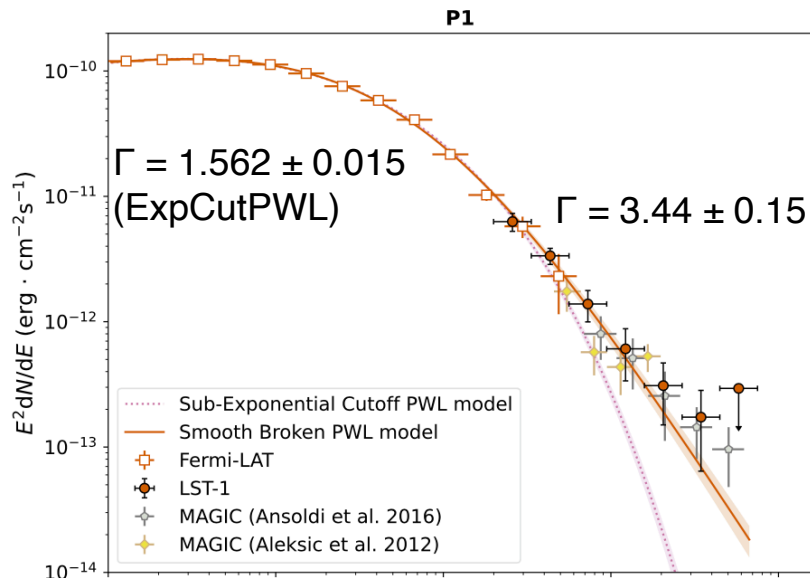 P1
10⁻¹⁰
10⁻¹¹
10⁻¹²
10⁻¹³
10⁻¹⁴
E²dN/dE (erg · cm⁻²s⁻¹)
Γ = 1.562 ± 0.015
(ExpCutPWL)
Γ = 3.44 ± 0.15
Sub-Exponential Cutoff PWL model
Smooth Broken PWL model
Fermi-LAT
LST-1
MAGIC (Ansoldi et al. 2016)
MAGIC (Aleksic et al. 2012)